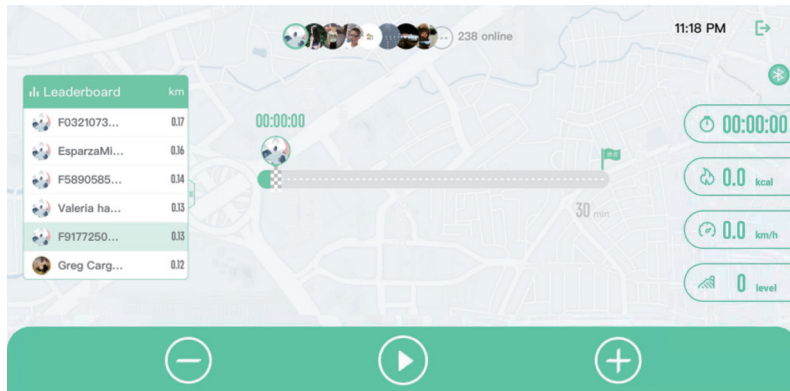 238 online
11:18 PM
Leaderboard km
F0321073... 0.17
EsparzaMi... 0.16
F5890585... 0.14
Valeria ha... 0.13
F9177250... 0.13
Greg Carg... 0.12
00:00:00
30 min
00:00:00
0.0 kcal
0.0 km/h
0 level